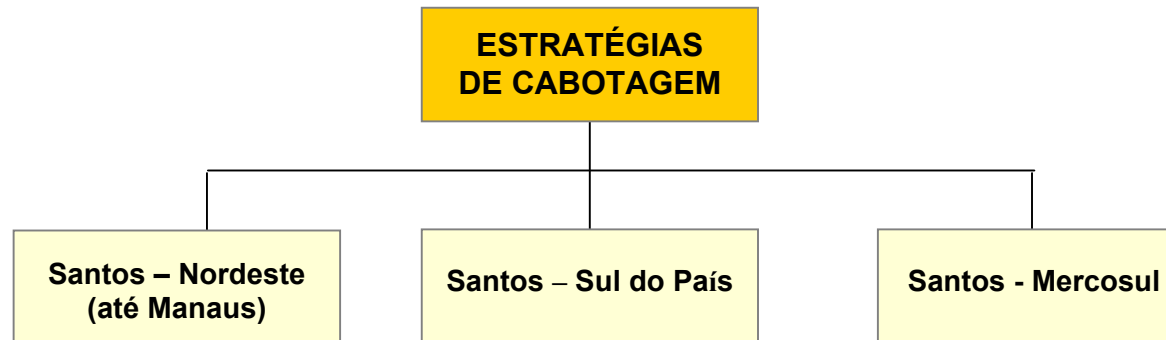 ESTRATÉGIAS
DE CABOTAGEM
Santos – Nordeste
(até Manaus)
Santos – Sul do País
Santos - Mercosul